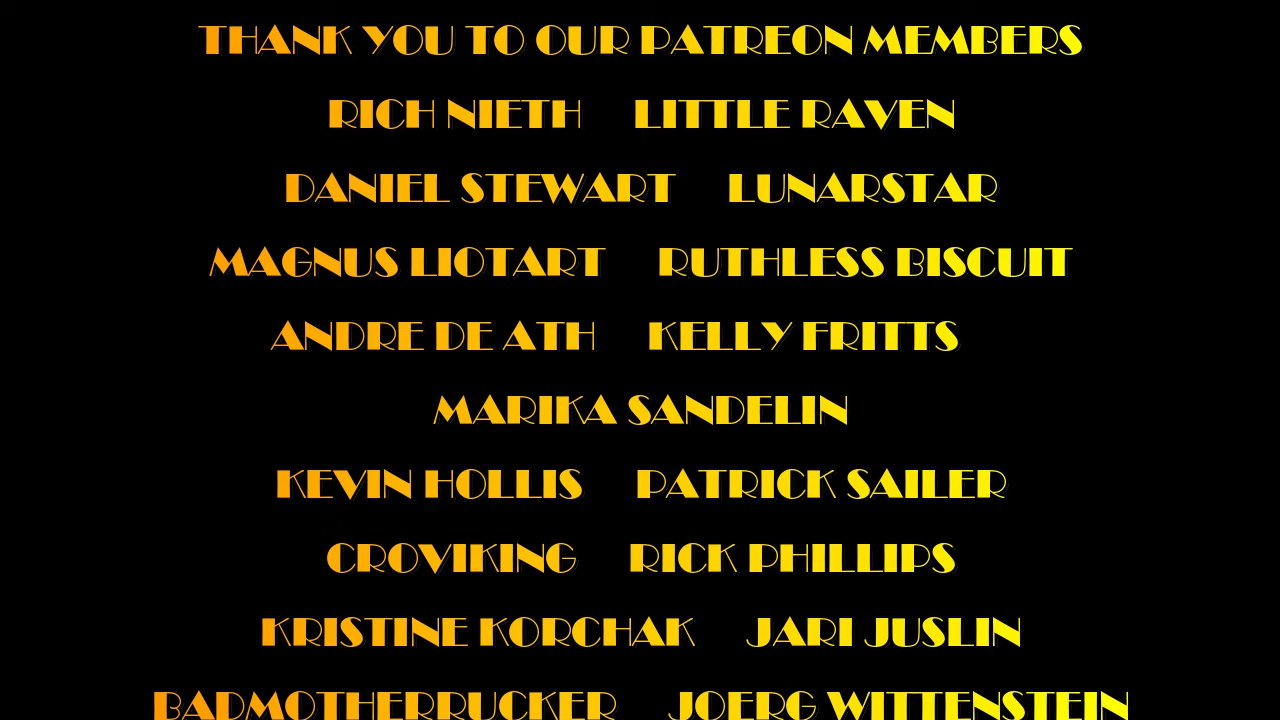 THANK YOU TO OUR PATREON MEMBERS
RICH NIETH LITTLE RAVEN
DANIEL STEWART LUNARSTAR
MAGNUS LIOTART RUTHLESS BISCUIT
ANDRE DE ATH KELLY FRITTS
MARIKA SANDELIN
KEVIN HOLLIS PATRICK SAILER
CROVIKING RICK PHILLIPS
KRISTINE KORCHAK JARI JUSLIN
BADMOTHERRUCKER JOERG WITTENSTEIN